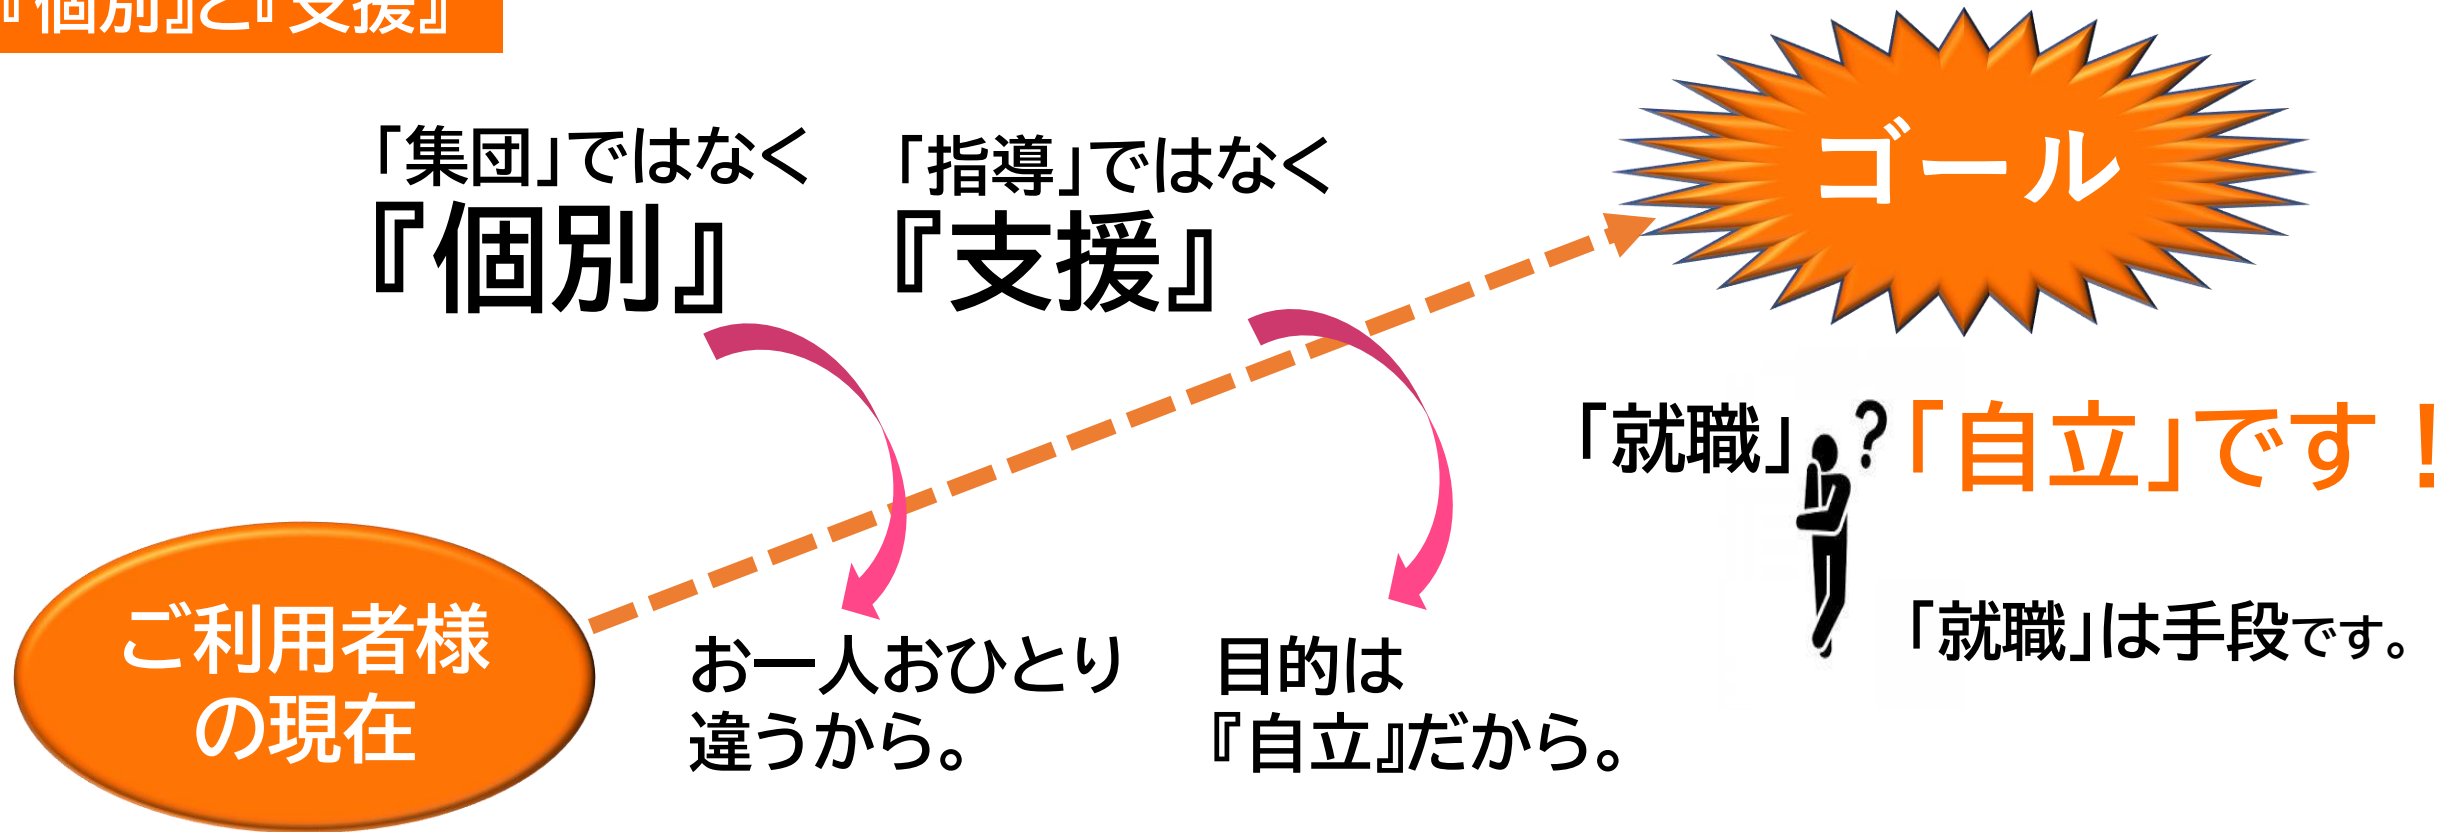 『個別』と『支援』
「集団」ではなく
『個別』
「指導」ではなく
『支援』
ゴール
「就職」?「自立」です！
「就職」は手段です。
ご利用者様
の現在
お一人おひとり
違うから。
目的は
『自立』だから。